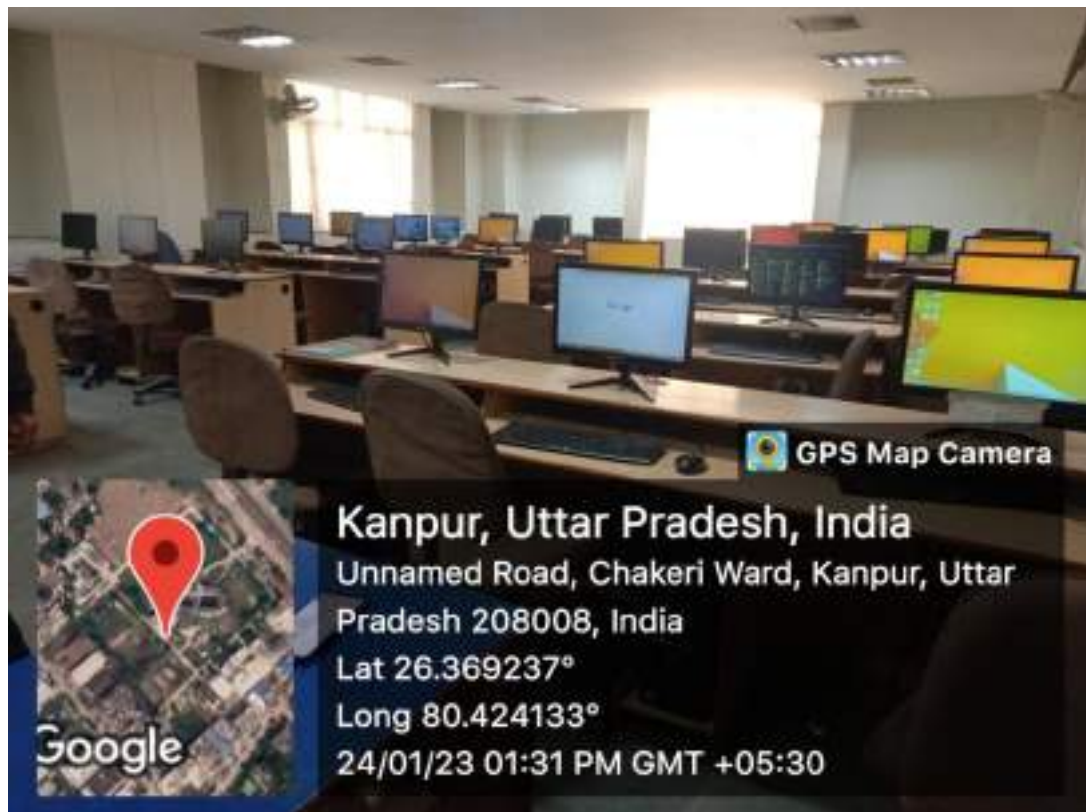 GPS Map Camera
Kanpur, Uttar Pradesh, India
Unnamed Road, Chakeri Ward, Kanpur, Uttar
Pradesh 208008, India
Lat 26.369237°
Long 80.424133°
24/01/23 01:31 PM GMT +05:30
Google